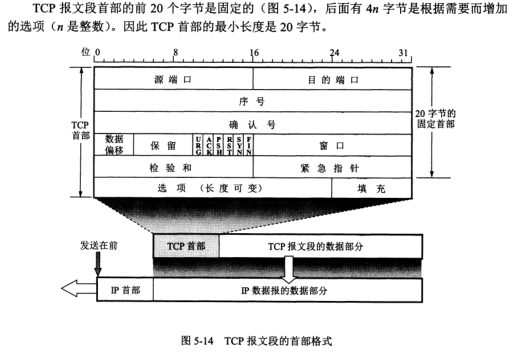 TCP 报文段首部的前 20 个字节是固定的（图 5-14），后面有 4n 字节是根据需要而增加
的选项（n 是整数）。因此 TCP 首部的最小长度是 20 字节。
位 0 8 16 24 31
源 端 口 目 的 端 口
序 号
确 认 号
TCP
首部
20 字节的
固定首部
数据
偏移
保 留
URG
ACK
PSH
RST
SYN
FIN
窗 口
检 验 和 紧 急 指 针
选 项 （长 度 可 变） 填 充
发送在前
TCP 首部 TCP 报文段的数据部分
IP 首部 IP 数据报的数据部分
图 5-14 TCP 报文段的首部格式